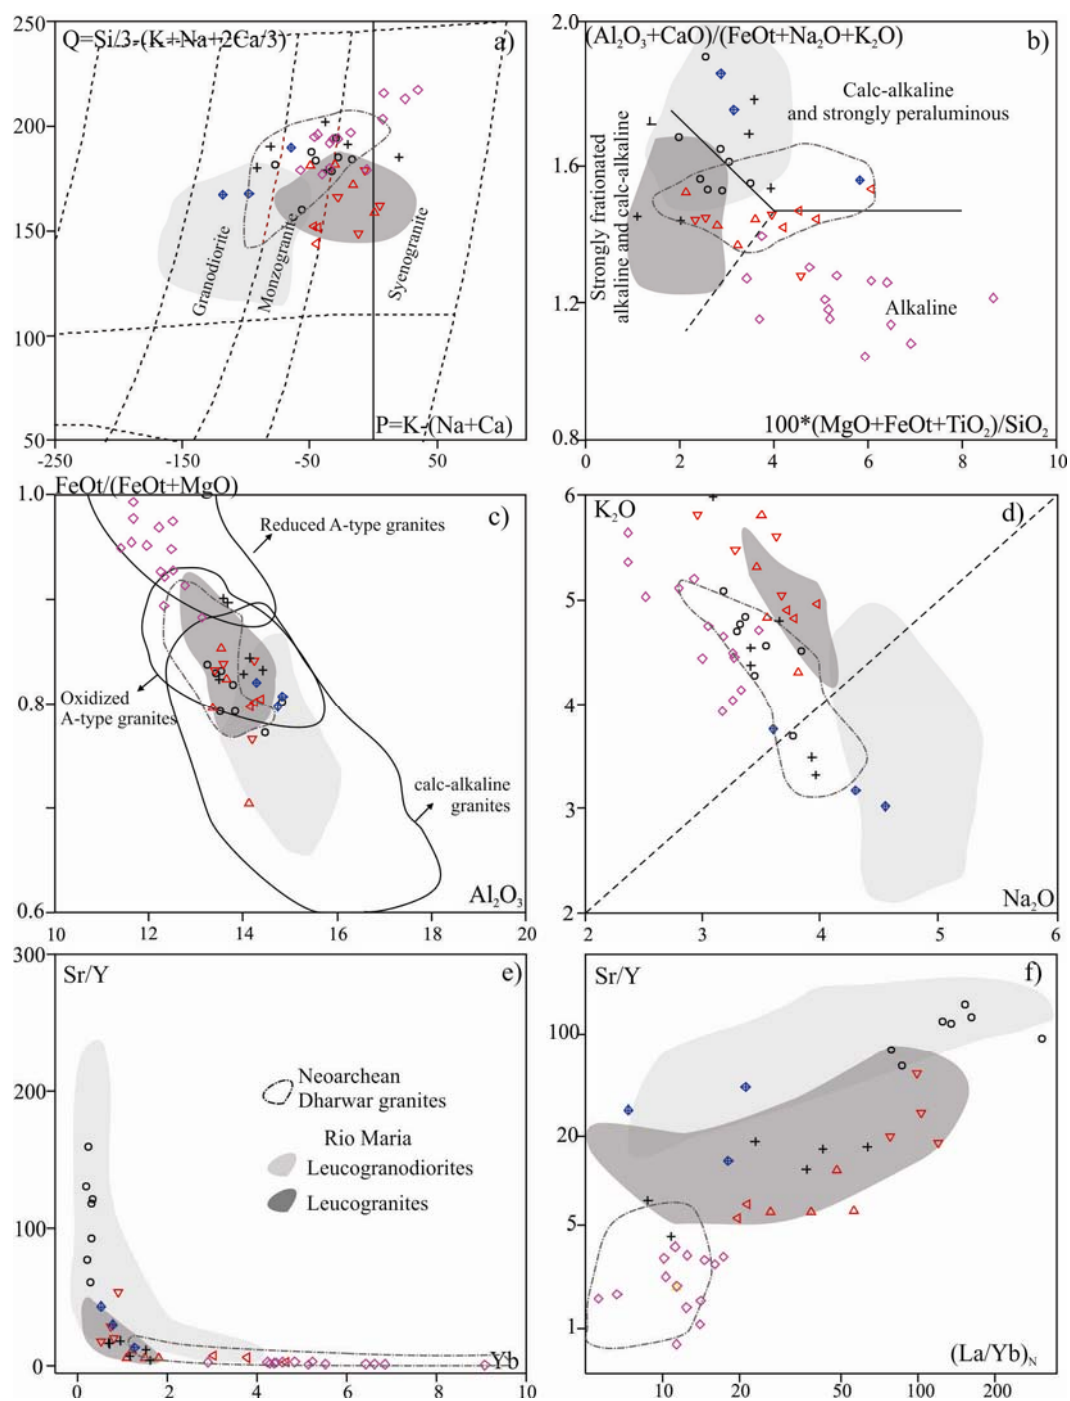 250
200
150
100
50
-250
-150
-50
50
Q=Si/3-(K+Na+2Ca/3)
a)
Granodiorite
Monzogranite
Syenogranite
P=K-(Na+Ca)
2.0
1.6
1.2
0.8
0
2
4
6
8
10
(Al₂O₃+CaO)/(FeOt+Na₂O+K₂O)
b)
Calc-alkaline
and strongly peraluminous
Strongly frationated
alkaline and calc-alkaline
Alkaline
100*(MgO+FeOt+TiO₂)/SiO₂
FeOt/(FeOt+MgO)
1.0
0.8
0.6
10
12
14
16
18
20
c)
Reduced A-type granites
Oxidized
A-type granites
calc-alkaline
granites
Al₂O₃
6
5
4
3
2
2
3
4
5
6
K₂O
d)
Na₂O
300
200
100
0
0
2
4
6
8
10
Sr/Y
e)
Neoarchean
Dharwar granites
Rio Maria
Leucogranodiorites
Leucogranites
Yb
Sr/Y
f)
100
20
5
1
10
20
50
100
200
(La/Yb)N